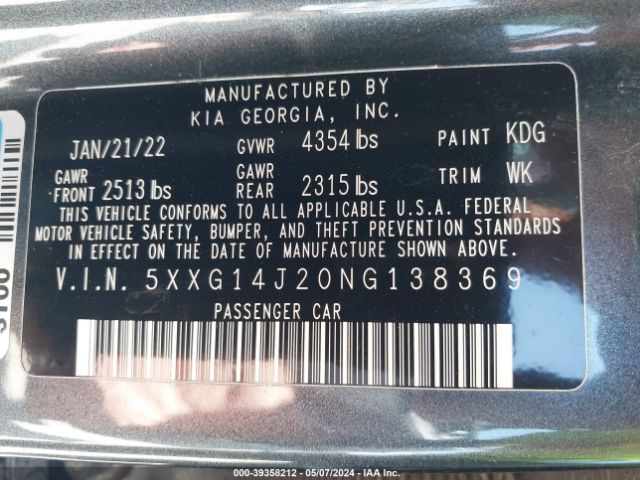 MANUFACTURED BY
KIA GEORGIA, INC.
JAN/21/22 GVWR 4354 lbs PAINT KDG
GAWR FRONT 2513 lbs GAWR REAR 2315 lbs TRIM WK
THIS VEHICLE CONFORMS TO ALL APPLICABLE U.S.A. FEDERAL
MOTOR VEHICLE SAFETY, BUMPER, AND THEFT PREVENTION STANDARDS
IN EFFECT ON THE DATE OF MANUFACTURE SHOWN ABOVE.
V.I.N. 5XXG14J20NG138369
PASSENGER CAR
000-39358212 - 05/07/2024 - IAA Inc.